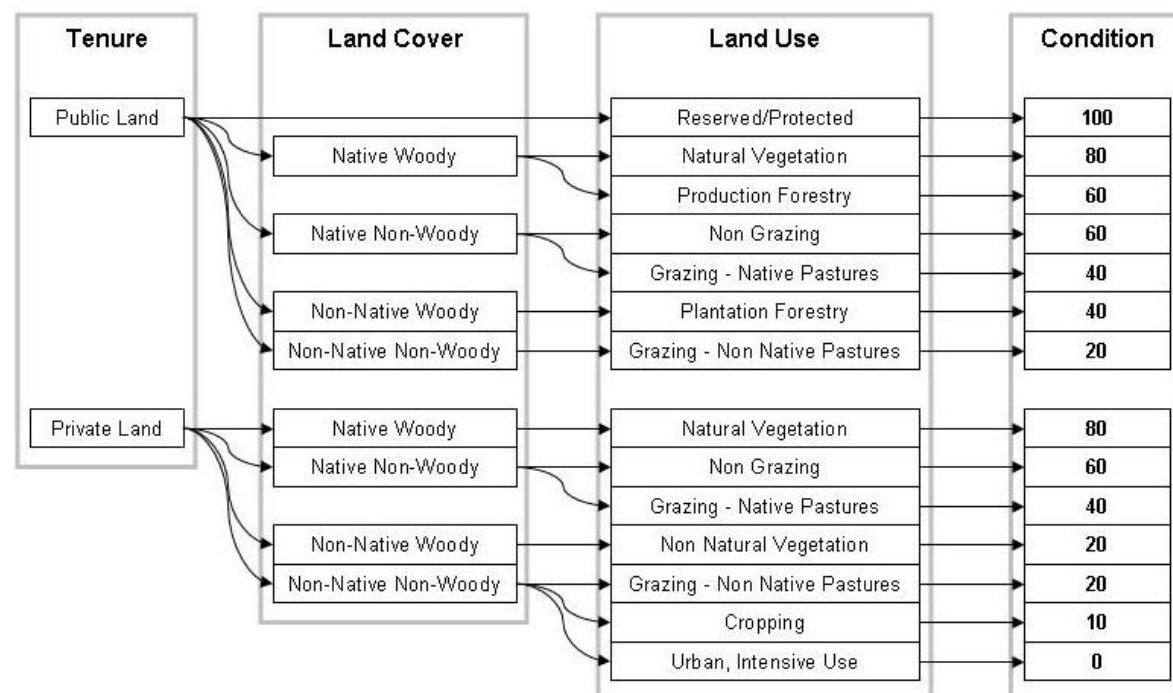 Tenure Land Cover Land Use Condition
Public Land Reserved/Protected 100
Native Woody Natural Vegetation 80
Production Forestry 60
Native Non-Woody Non Grazing 60
Grazing - Native Pastures 40
Non-Native Woody Plantation Forestry 40
Non-Native Non-Woody Grazing - Non Native Pastures 20
Private Land Native Woody Natural Vegetation 80
Native Non-Woody Non Grazing 60
Grazing - Native Pastures 40
Non-Native Woody Non Natural Vegetation 20
Non-Native Non-Woody Grazing - Non Native Pastures 20
Cropping 10
Urban, Intensive Use 0